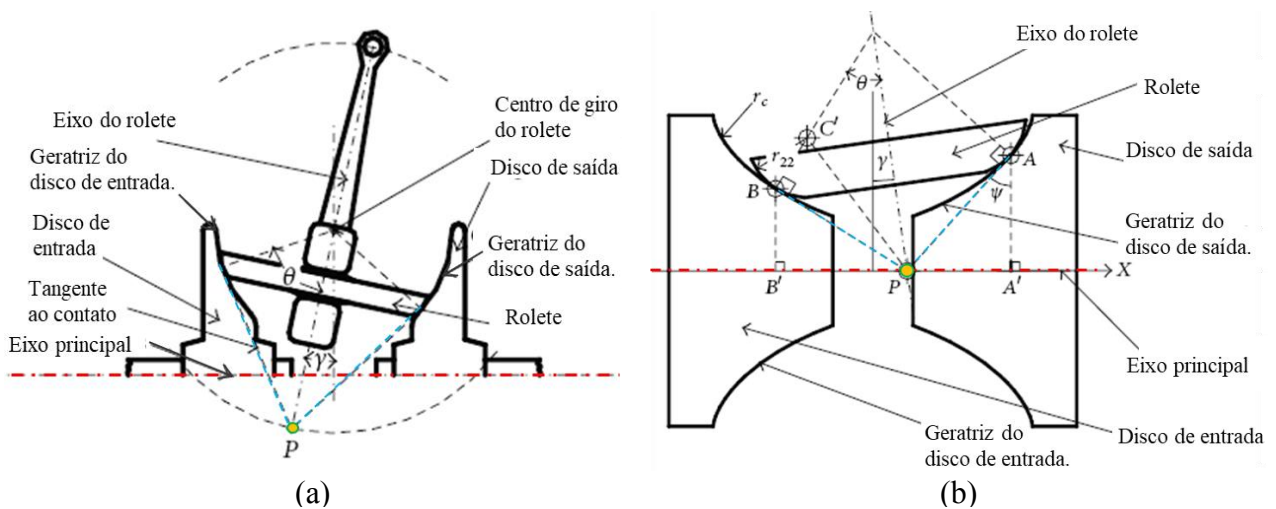 Eixo do rolete
Geratriz do
disco de entrada.
Disco de
entrada
Tangente
ao contato
Eixo principal
θ
γ
P
Centro de giro
do rolete
Disco de saída
Geratriz do
disco de saída.
Rolete
(a)
Eixo do rolete
Rolete
Disco de saída
Geratriz do
disco de saída.
θ
r_c
C'
r_22
γ
A
B
ψ
B'
P
A'
X
Eixo principal
Disco de entrada
Geratriz do
disco de entrada.
(b)